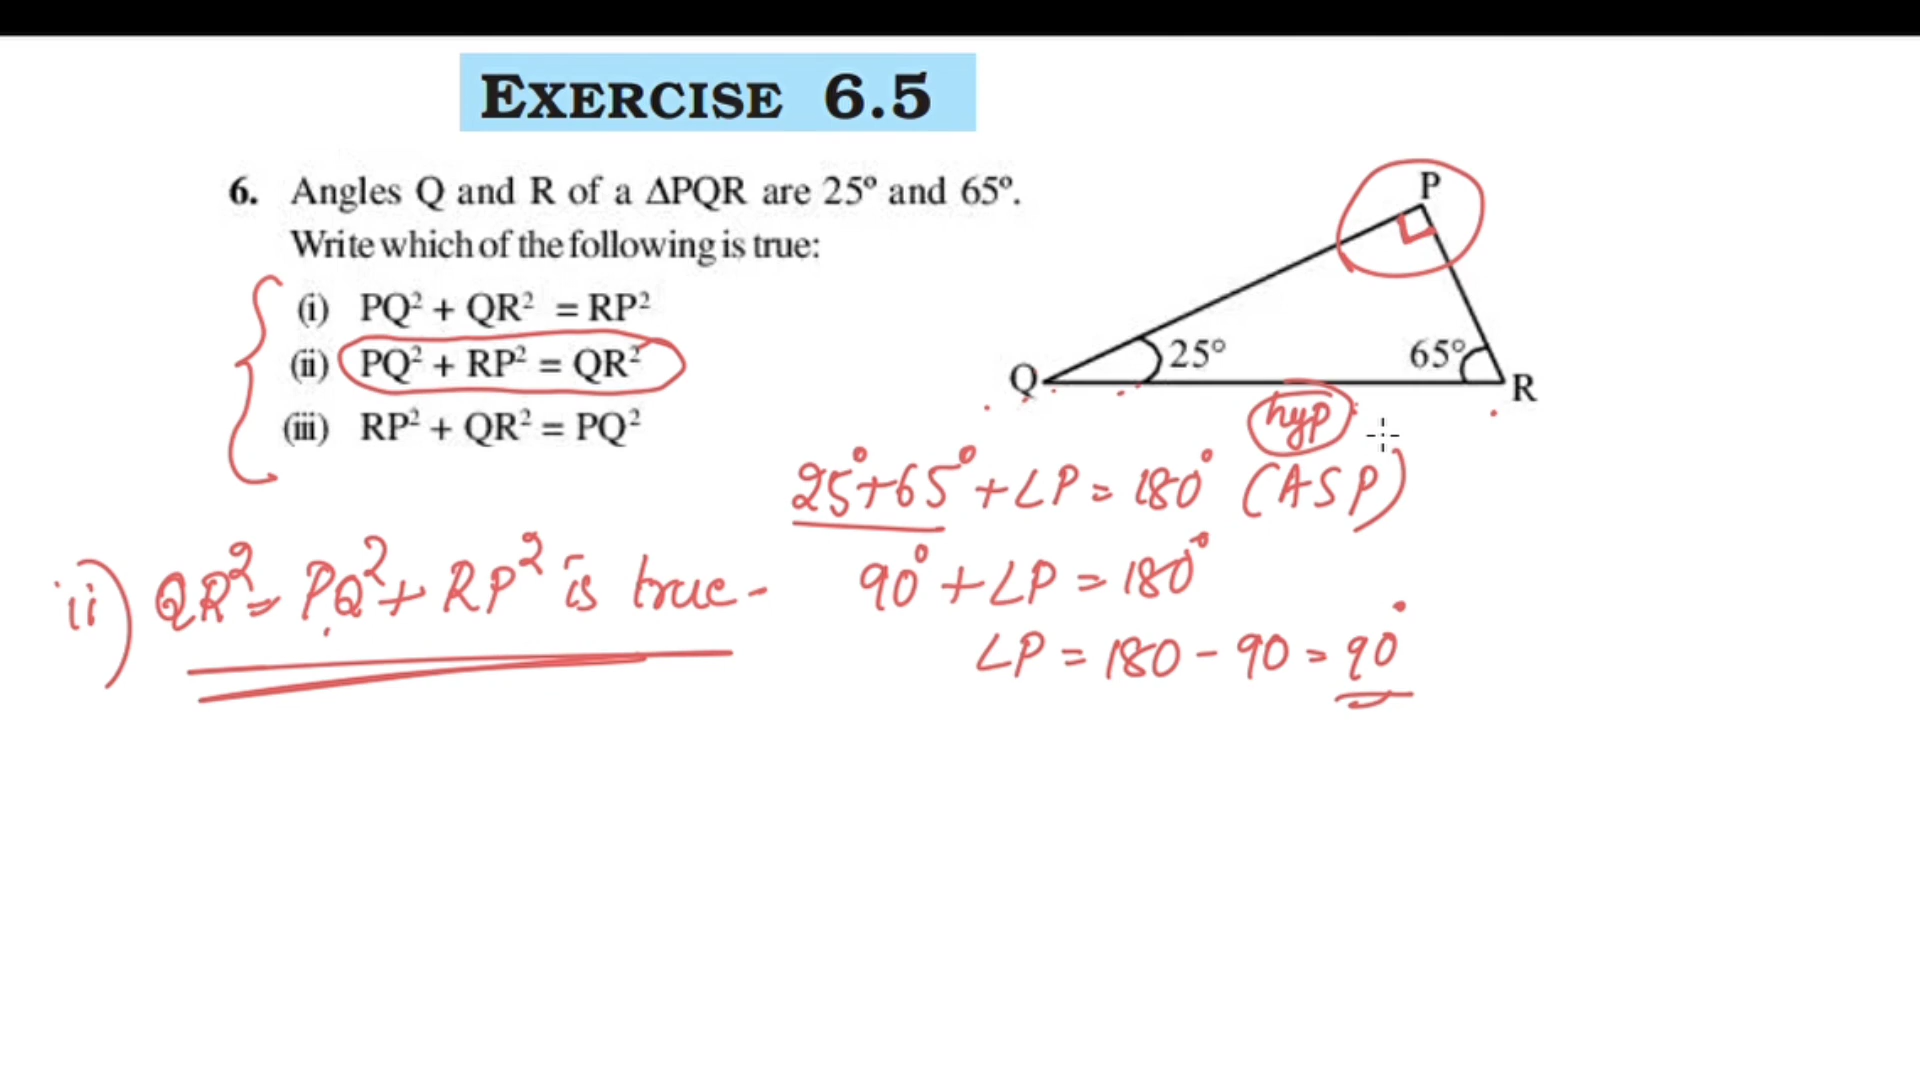 EXERCISE 6.5
6. Angles Q and R of a ΔPQR are 25° and 65°.
Write which of the following is true:
(i) PQ² + QR² = RP²
(ii) PQ² + RP² = QR²
(iii) RP² + QR² = PQ²
P
25°
65°
Q
R
hyp
25° + 65° + ∠P = 180° (ASP)
90° + ∠P = 180°
∠P = 180 - 90 = 90°
ii) QR² = PQ² + RP² is true -